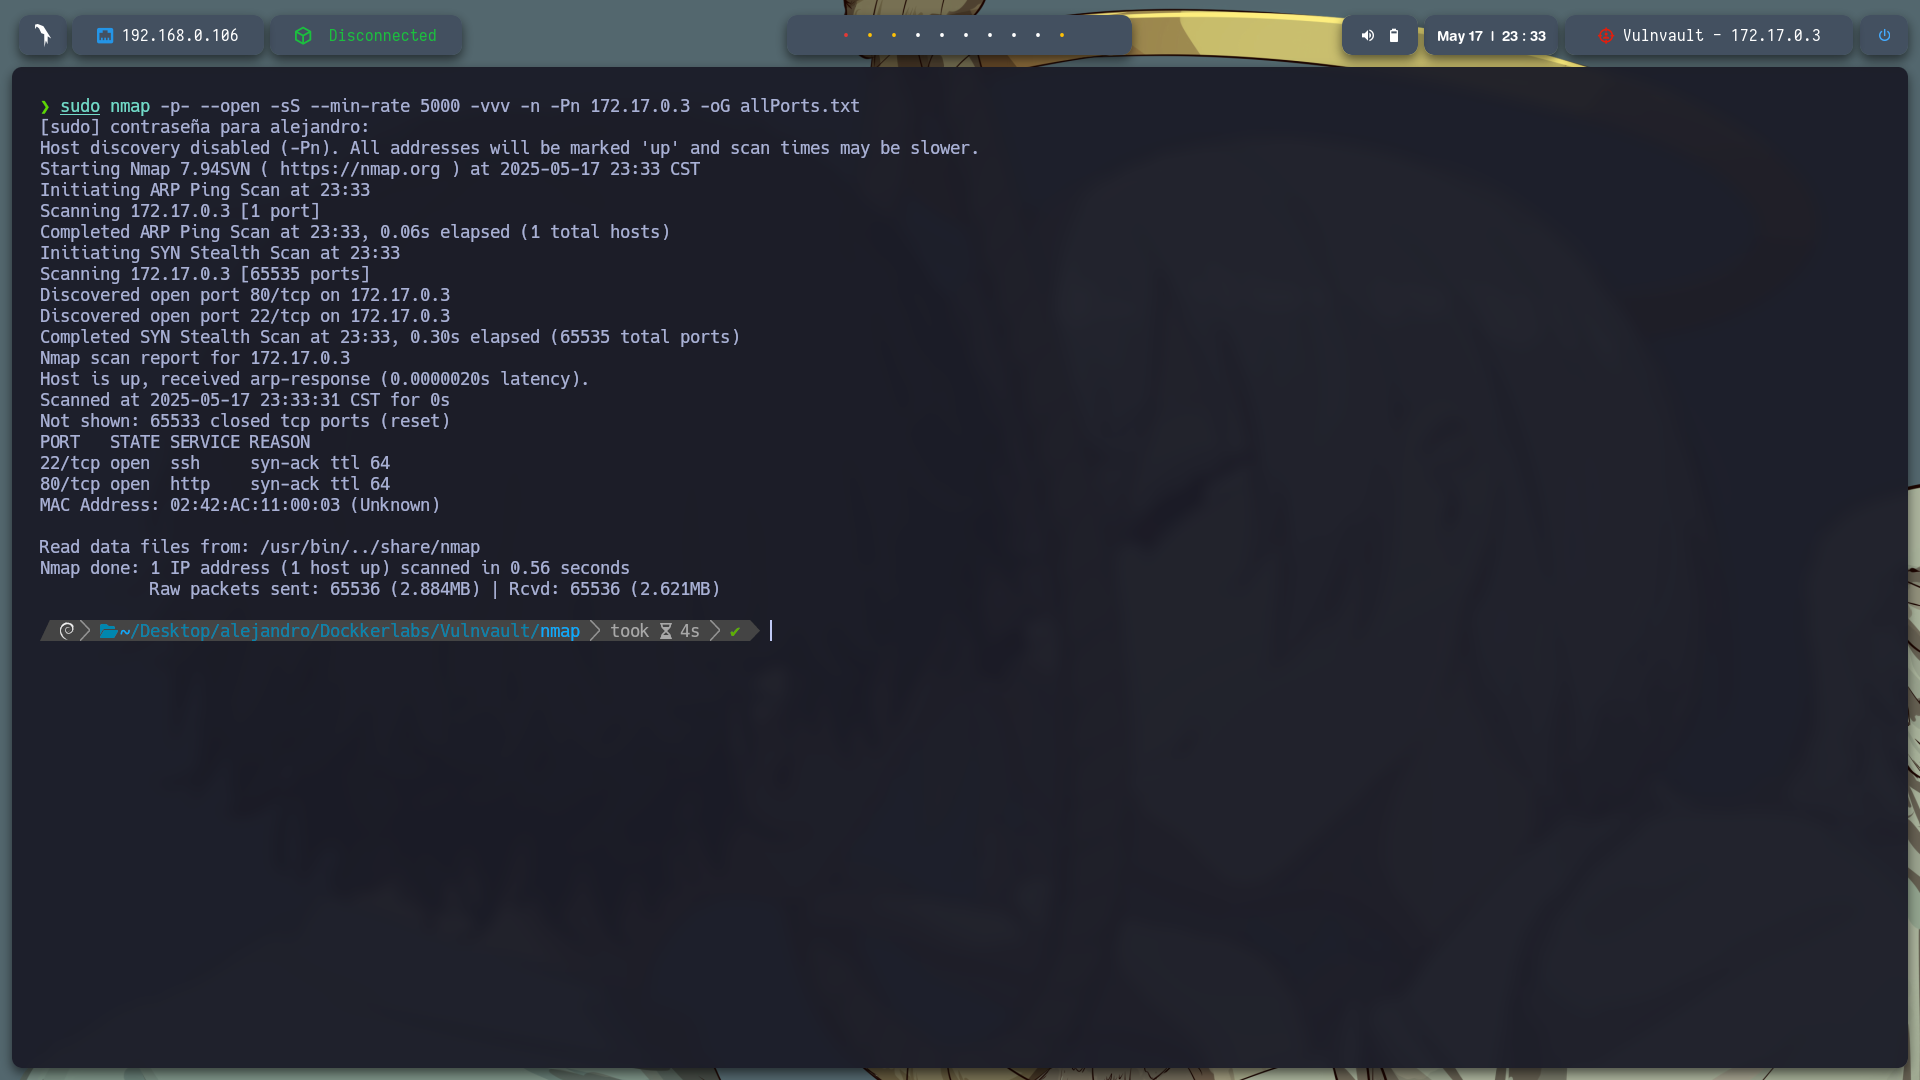 192.168.0.106 Disconnected May 17 | 23 : 33 Vulnvault - 172.17.0.3
❯ sudo nmap -p- --open -sS --min-rate 5000 -vvv -n -Pn 172.17.0.3 -oG allPorts.txt
[sudo] contraseña para alejandro:
Host discovery disabled (-Pn). All addresses will be marked 'up' and scan times may be slower.
Starting Nmap 7.94SVN ( https://nmap.org ) at 2025-05-17 23:33 CST
Initiating ARP Ping Scan at 23:33
Scanning 172.17.0.3 [1 port]
Completed ARP Ping Scan at 23:33, 0.06s elapsed (1 total hosts)
Initiating SYN Stealth Scan at 23:33
Scanning 172.17.0.3 [65535 ports]
Discovered open port 80/tcp on 172.17.0.3
Discovered open port 22/tcp on 172.17.0.3
Completed SYN Stealth Scan at 23:33, 0.30s elapsed (65535 total ports)
Nmap scan report for 172.17.0.3
Host is up, received arp-response (0.0000020s latency).
Scanned at 2025-05-17 23:33:31 CST for 0s
Not shown: 65533 closed tcp ports (reset)
PORT   STATE SERVICE REASON
22/tcp open  ssh     syn-ack ttl 64
80/tcp open  http    syn-ack ttl 64
MAC Address: 02:42:AC:11:00:03 (Unknown)
Read data files from: /usr/bin/../share/nmap
Nmap done: 1 IP address (1 host up) scanned in 0.56 seconds
Raw packets sent: 65536 (2.884MB) | Rcvd: 65536 (2.621MB)
~/Desktop/alejandro/Dockkerlabs/Vulnvault/nmap took 4s ✔